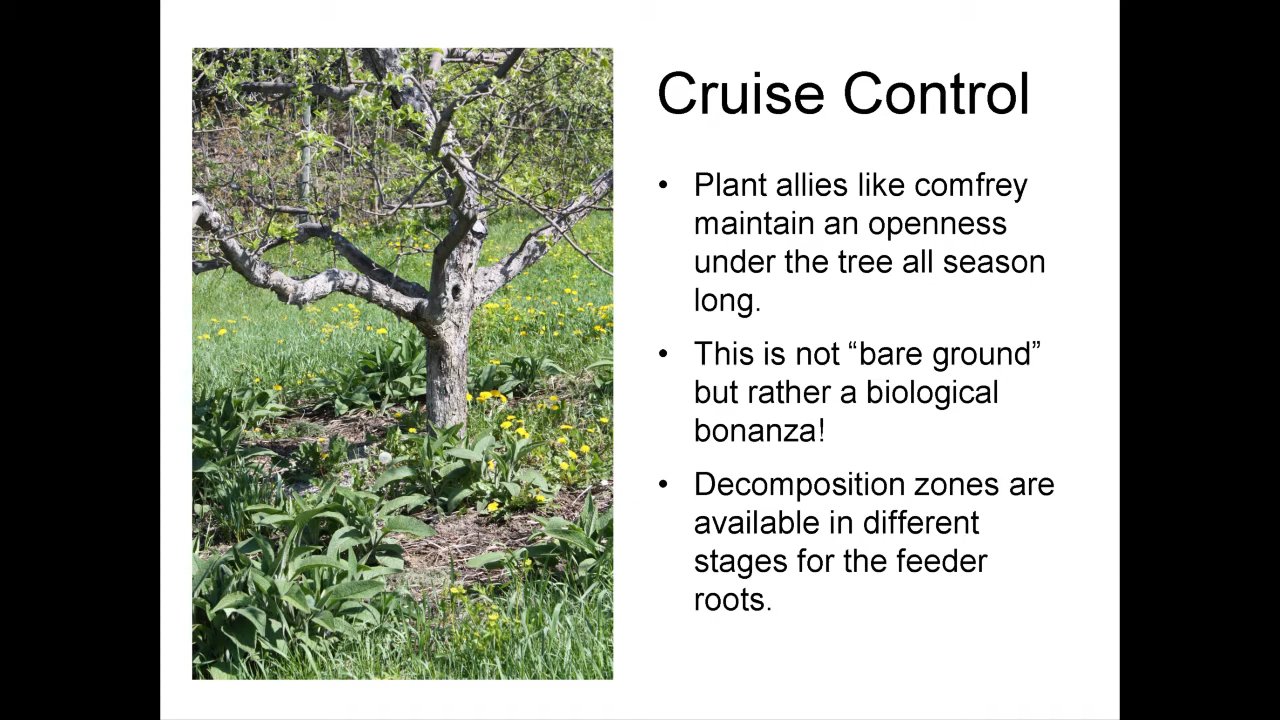 Cruise Control
• Plant allies like comfrey
maintain an openness
under the tree all season
long.
• This is not “bare ground”
but rather a biological
bonanza!
• Decomposition zones are
available in different
stages for the feeder
roots.